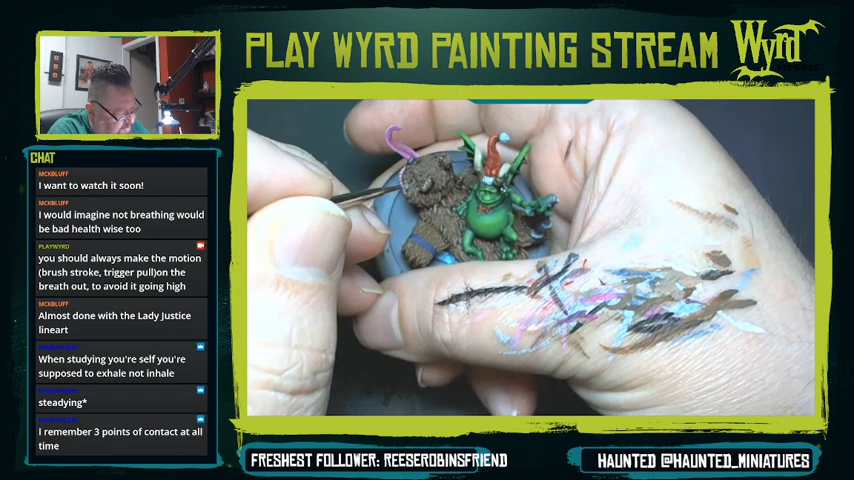 PLAY WYRD PAINTING STREAM
Wyrd
CHAT
MCKBLUFF
I want to watch it soon!
MCKBLUFF
I would imagine not breathing would
be bad health wise too
PLAYWYRD
you should always make the motion
(brush stroke, trigger pull)on the
breath out, to avoid it going high
MCKBLUFF
Almost done with the Lady Justice
lineart
When studying you're self you're
supposed to exhale not inhale
steadying*
I remember 3 points of contact at all
time
FRESHEST FOLLOWER: REESEROBINSFRIEND
HAUNTED @HAUNTED_MINIATURES